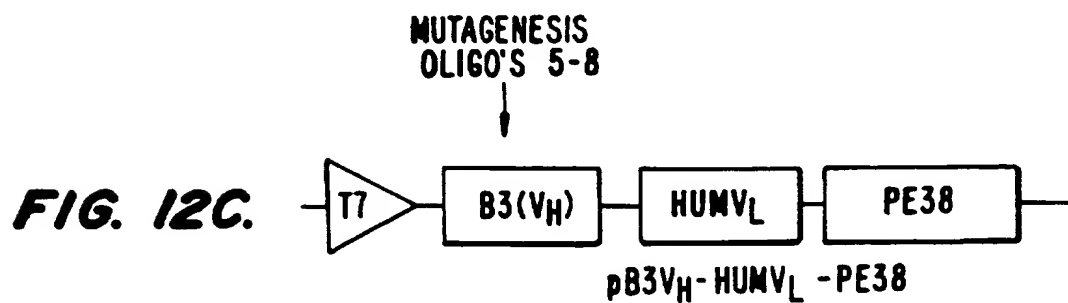 MUTAGENESIS
OLIGO'S 5-8
FIG. 12C.
T7
B3(VH)
HUMVL
PE38
pB3VH-HUMVL-PE38